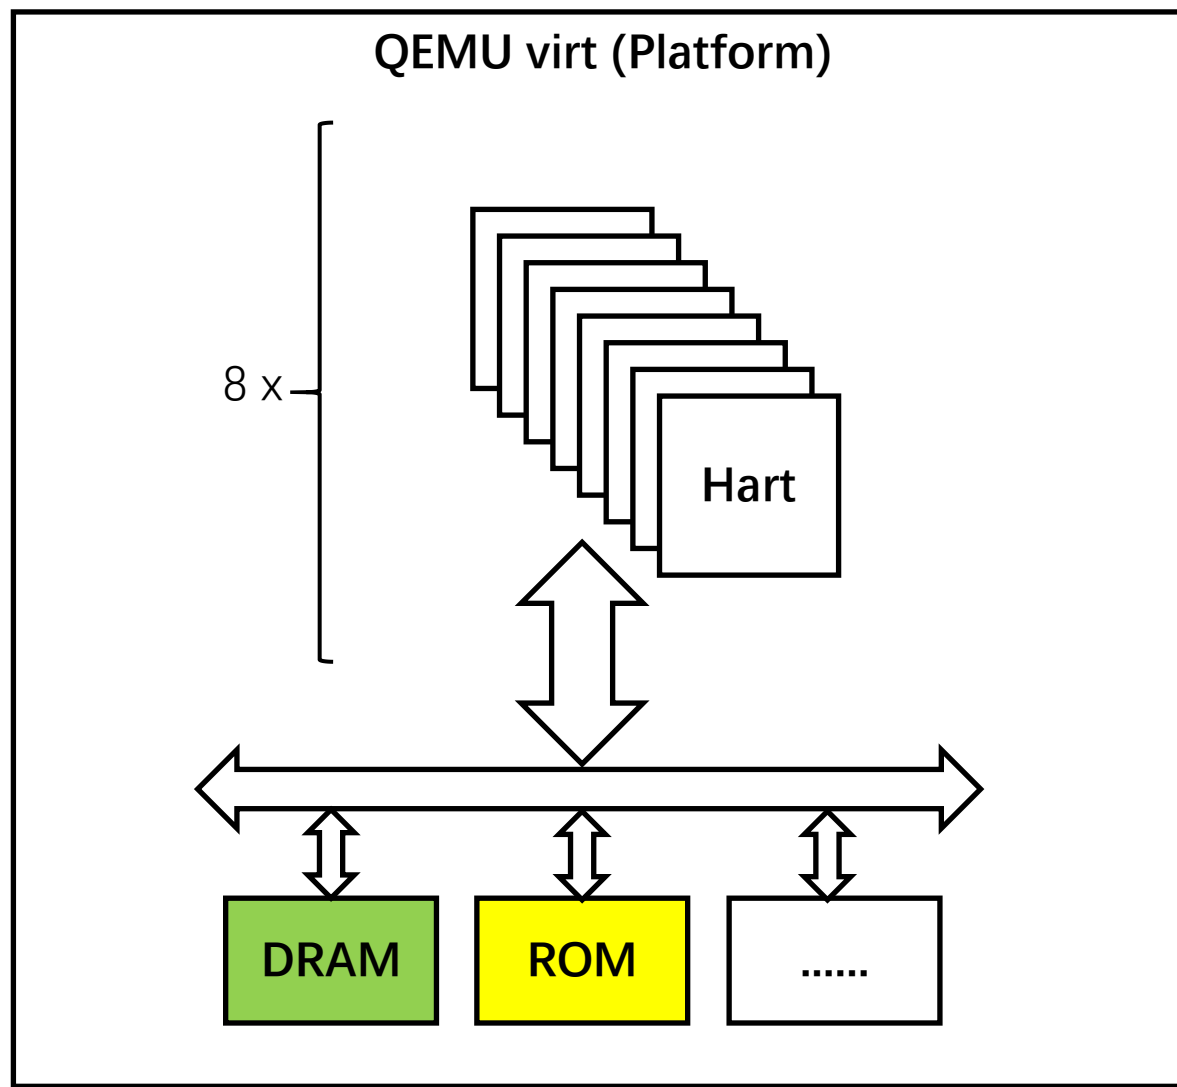 QEMU virt (Platform)
8 x
Hart
DRAM
ROM
......